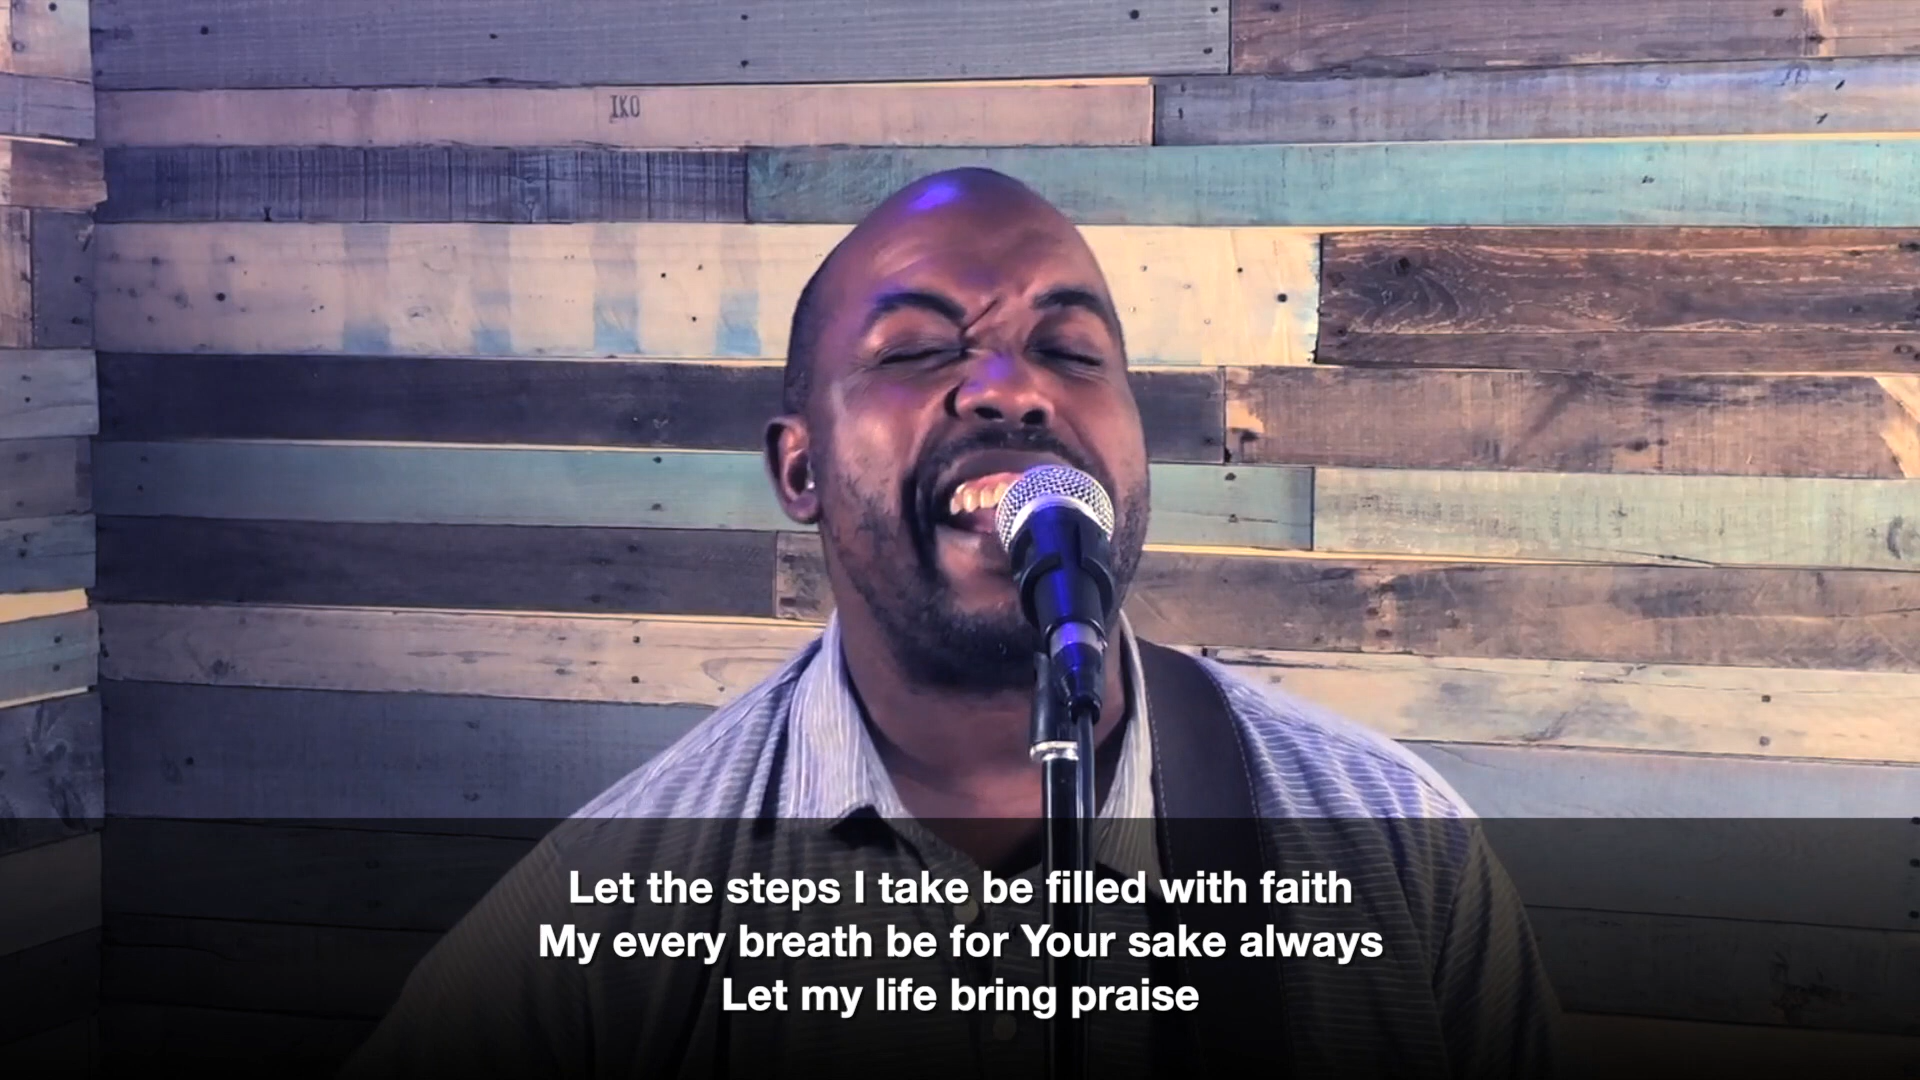 IKO
Let the steps I take be filled with faith
My every breath be for Your sake always
Let my life bring praise